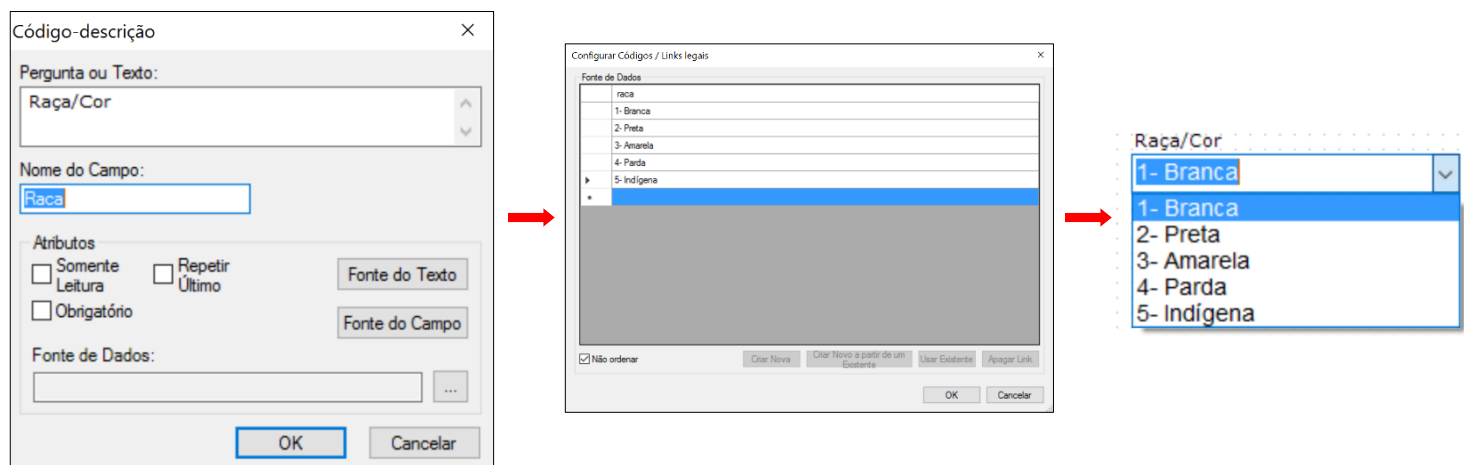 Código-descrição
Pergunta ou Texto:
Raça/Cor
Nome do Campo:
Raca
Atributos
Somente Leitura
Repetir Último
Obrigatório
Fonte do Texto
Fonte do Campo
Fonte de Dados:
...
OK
Cancelar
Configurar Códigos / Links legais
Fonte de Dados
raca
1- Branca
2- Preta
3- Amarela
4- Parda
5- Indígena
Não ordenar
Criar Nova
Criar Novo a partir de um Existente
Usar Existente
Apagar Link
OK
Cancelar
Raça/Cor
1- Branca
1- Branca
2- Preta
3- Amarela
4- Parda
5- Indígena